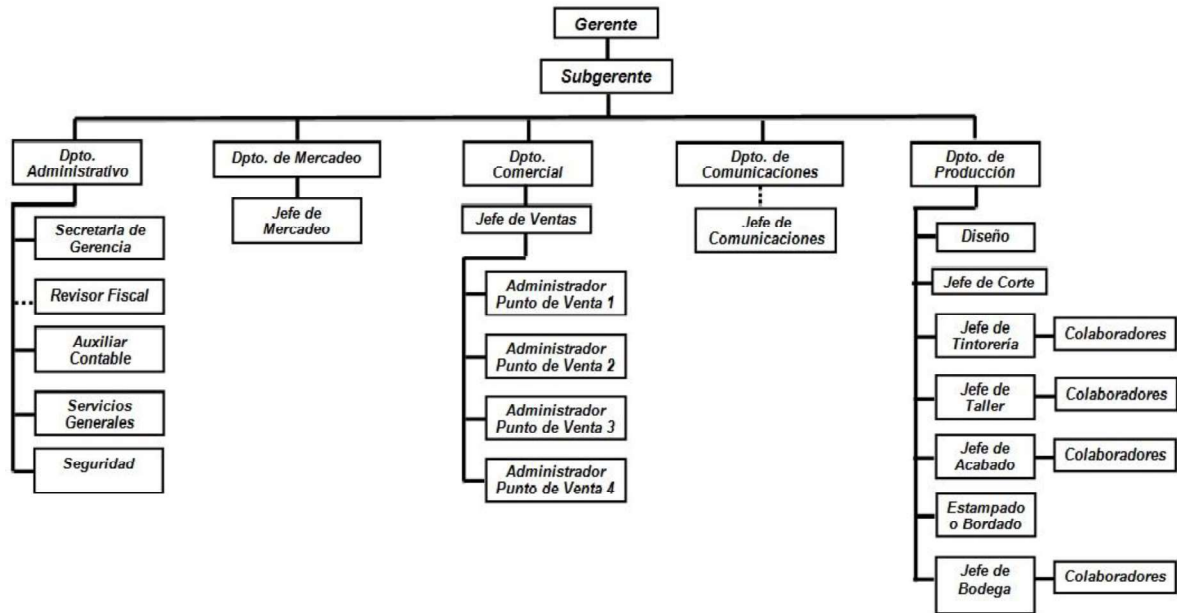 Gerente
Subgerente
Dpto.
Administrativo
Secretaria de
Gerencia
Revisor Fiscal
Auxiliar
Contable
Servicios
Generales
Seguridad
Dpto. de Mercadeo
Jefe de
Mercadeo
Dpto.
Comercial
Jefe de Ventas
Administrador
Punto de Venta 1
Administrador
Punto de Venta 2
Administrador
Punto de Venta 3
Administrador
Punto de Venta 4
Dpto. de
Comunicaciones
Jefe de
Comunicaciones
Dpto. de
Producción
Diseño
Jefe de Corte
Jefe de
Tintorería
Colaboradores
Jefe de
Taller
Colaboradores
Jefe de
Acabado
Colaboradores
Estampado
o Bordado
Jefe de
Bodega
Colaboradores